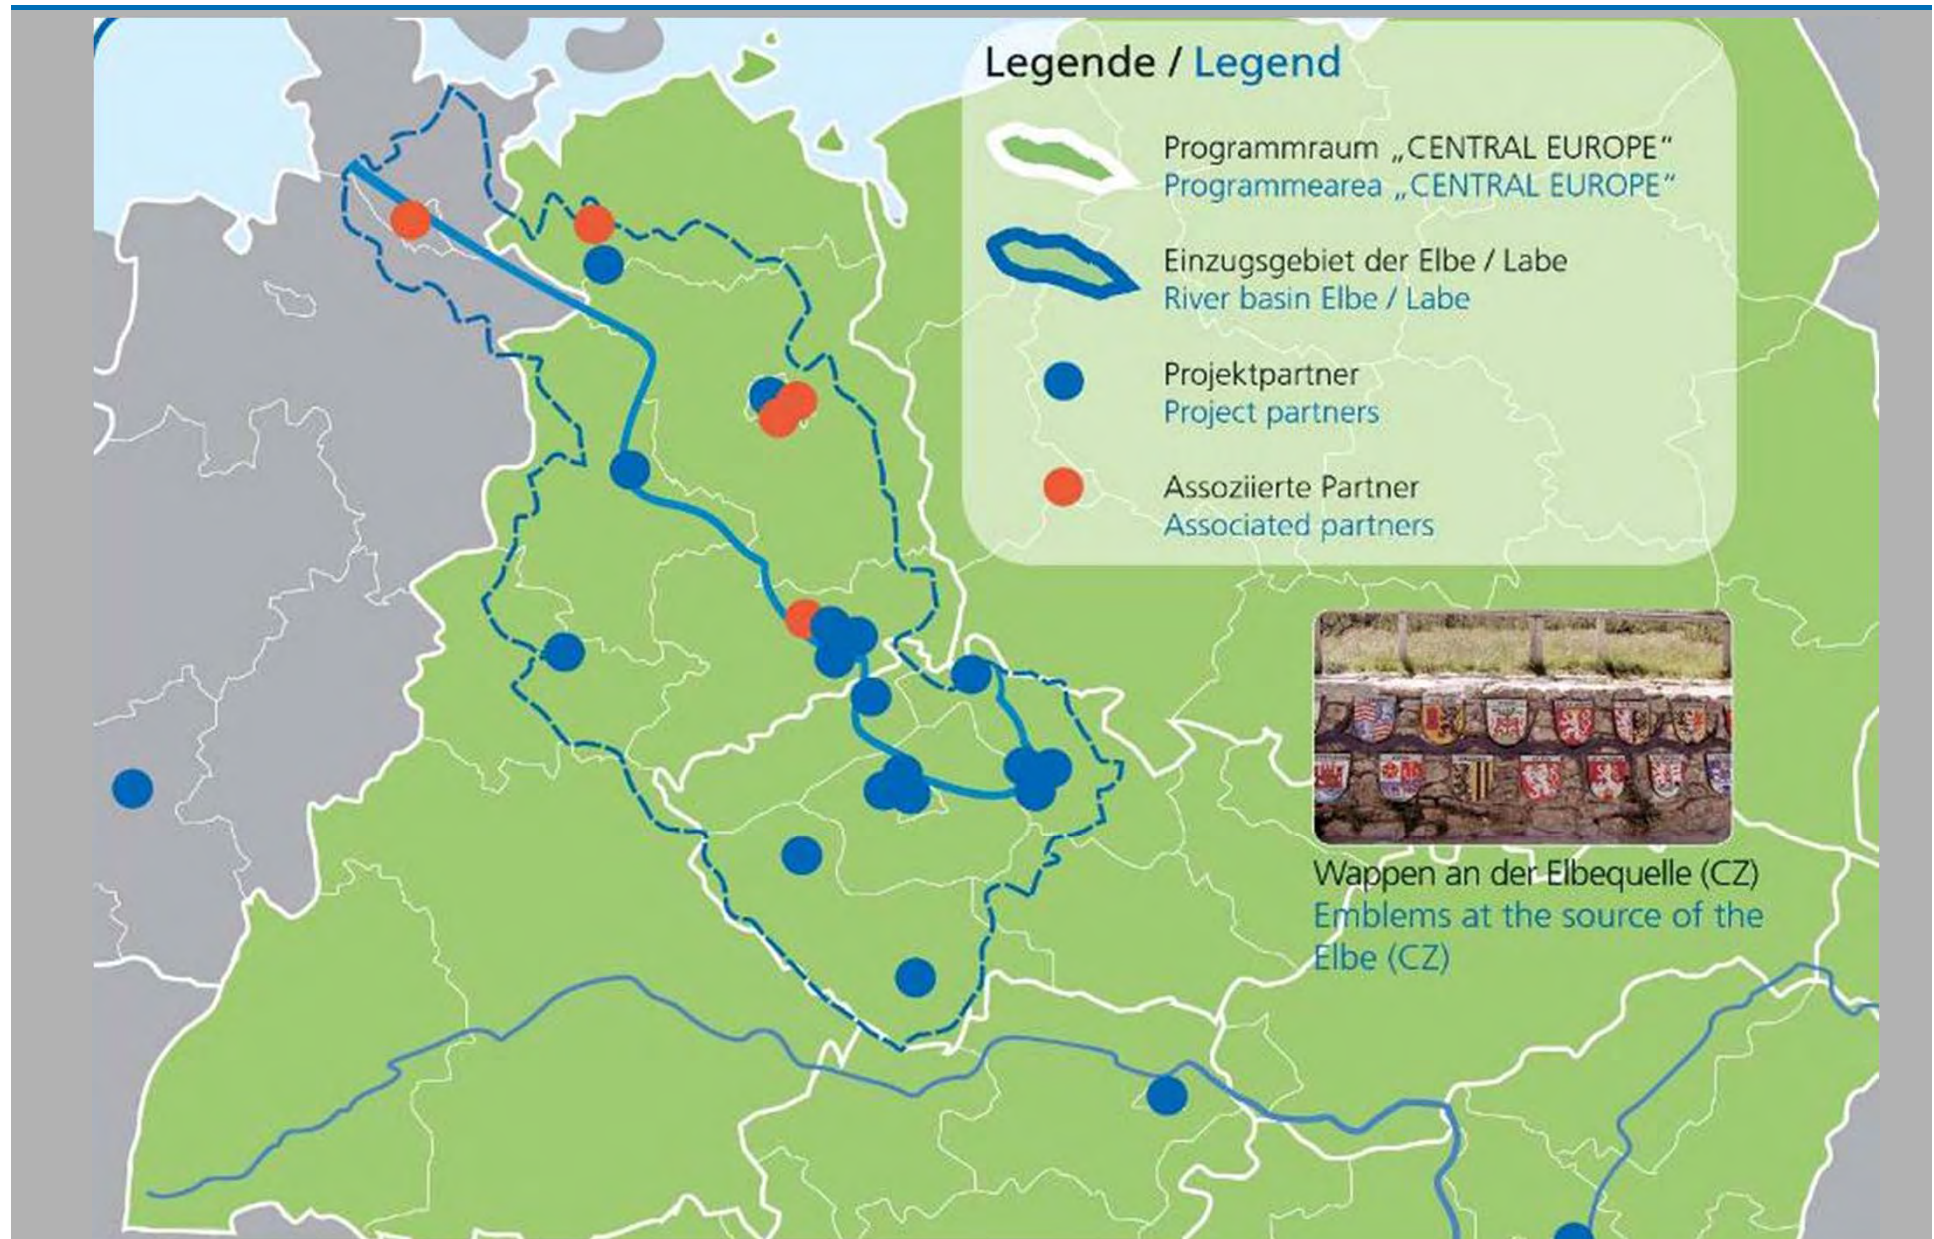 Legende / Legend
Programmraum „CENTRAL EUROPE“
Programmearea „CENTRAL EUROPE“
Einzugsgebiet der Elbe / Labe
River basin Elbe / Labe
Projektpartner
Project partners
Assoziierte Partner
Associated partners
Wappen an der Elbequelle (CZ)
Emblems at the source of the
Elbe (CZ)